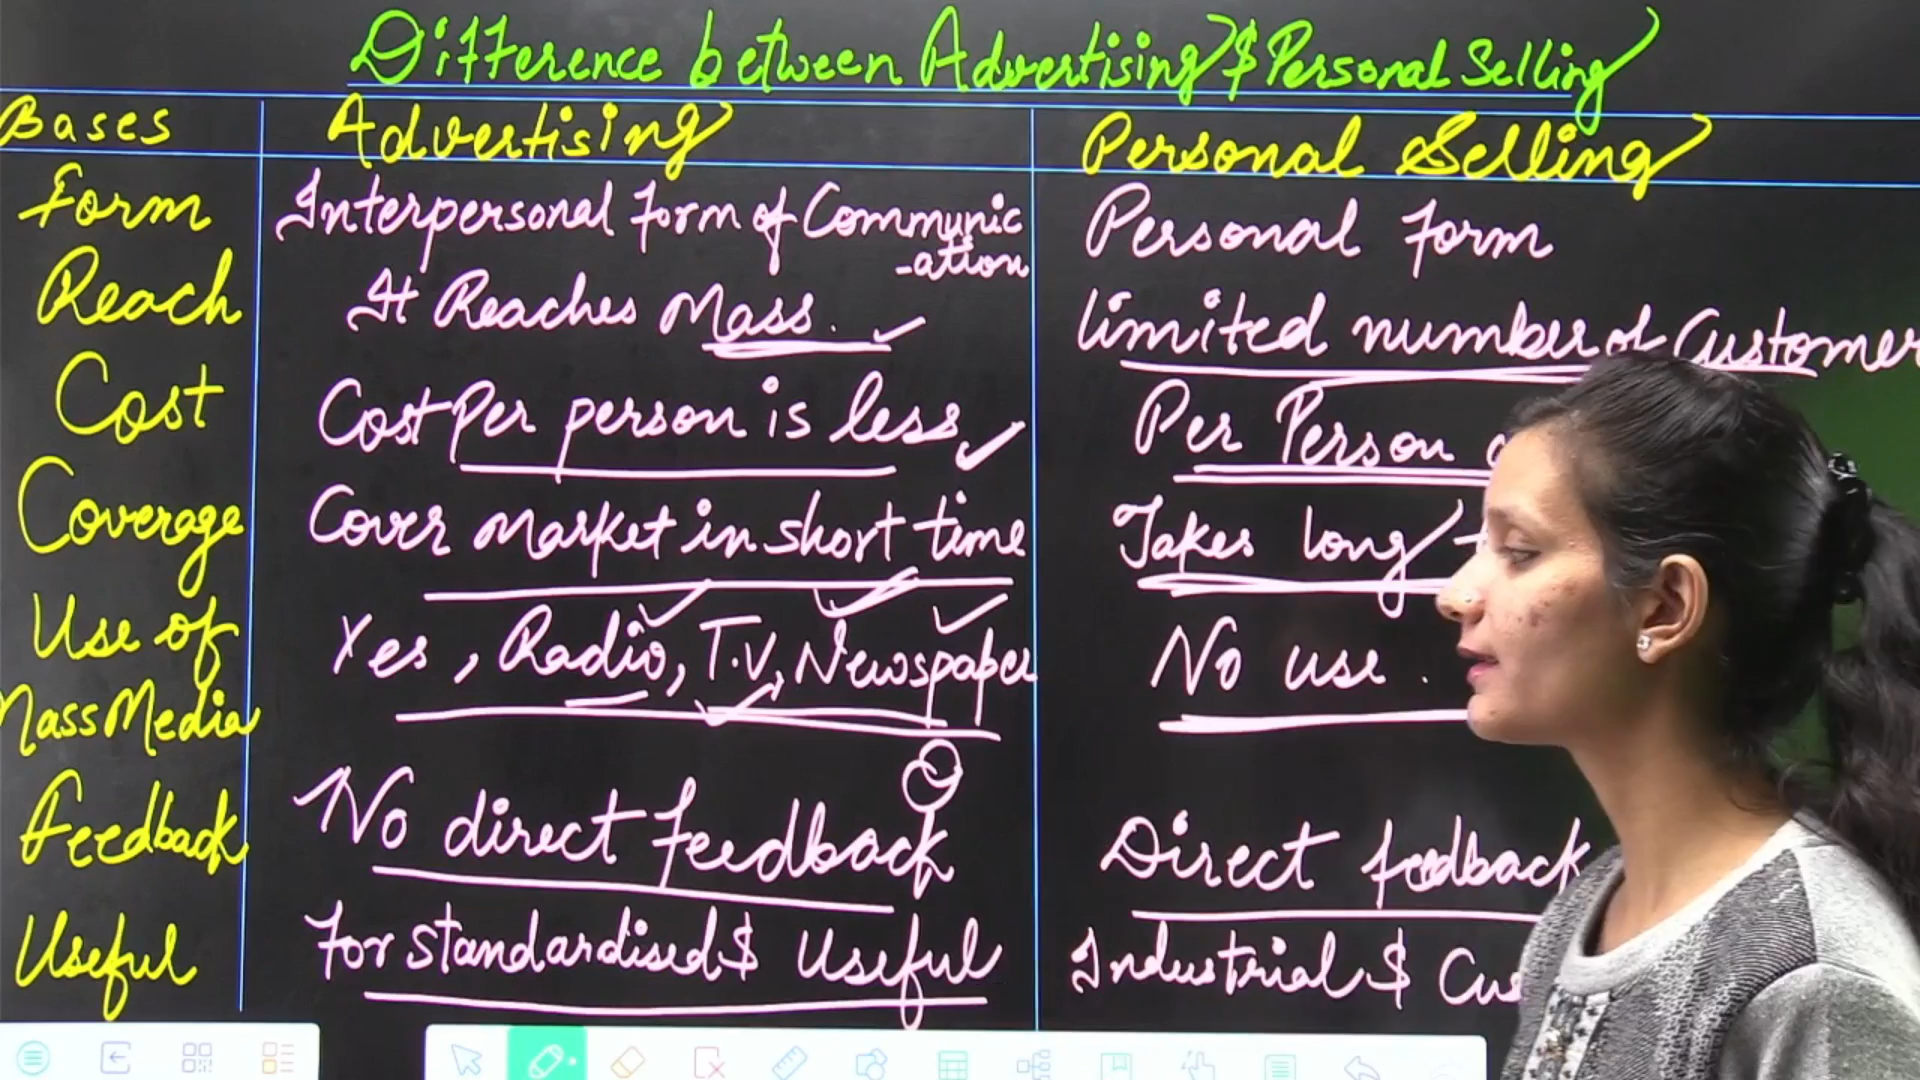 Difference between Advertising & Personal Selling
Bases Advertising Personal Selling
Form Interpersonal Form of Communic
-ation Personal Form
Reach It Reaches Mass. limited number of Customer
Cost Cost Per person is less Per Person
Coverage Cover Market in short time Takes long
Use of
Mass Media Yes, Radio, T.V, Newspaper No use.
Feedback No direct feedback Direct feedback
Useful For standardised & Useful Industrial & Cus